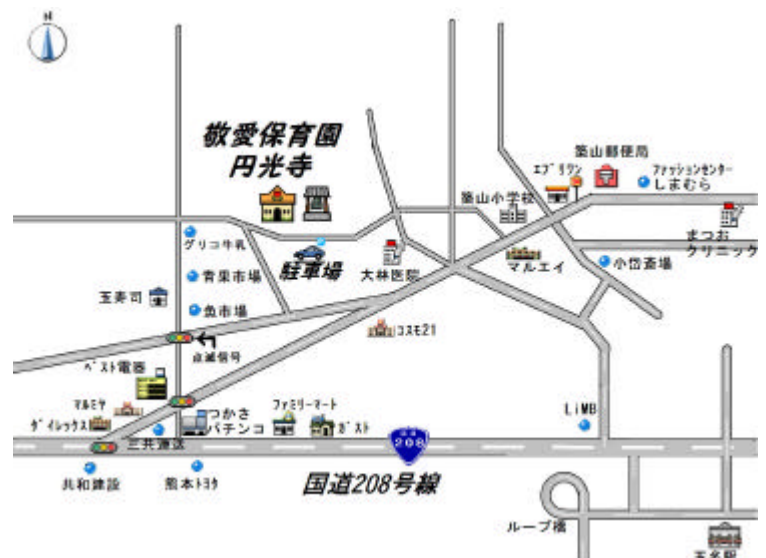 N
敬愛保育園
円光寺
築山郵便局
エブリワン
ファッションセンター
しまむら
築山小学校
まつお
クリニック
グリコ牛乳
駐車場
大林医院
マルエイ
小岱斎場
青果市場
玉寿司
魚市場
コスモ21
点滅信号
ベスト電器
マルミヤ
ダイレックス
つかさ
パチンコ
ファミリーマート
ガスト
LiMB
三共運送
208
共和建設
熊本トヨタ
国道208号線
ループ橋